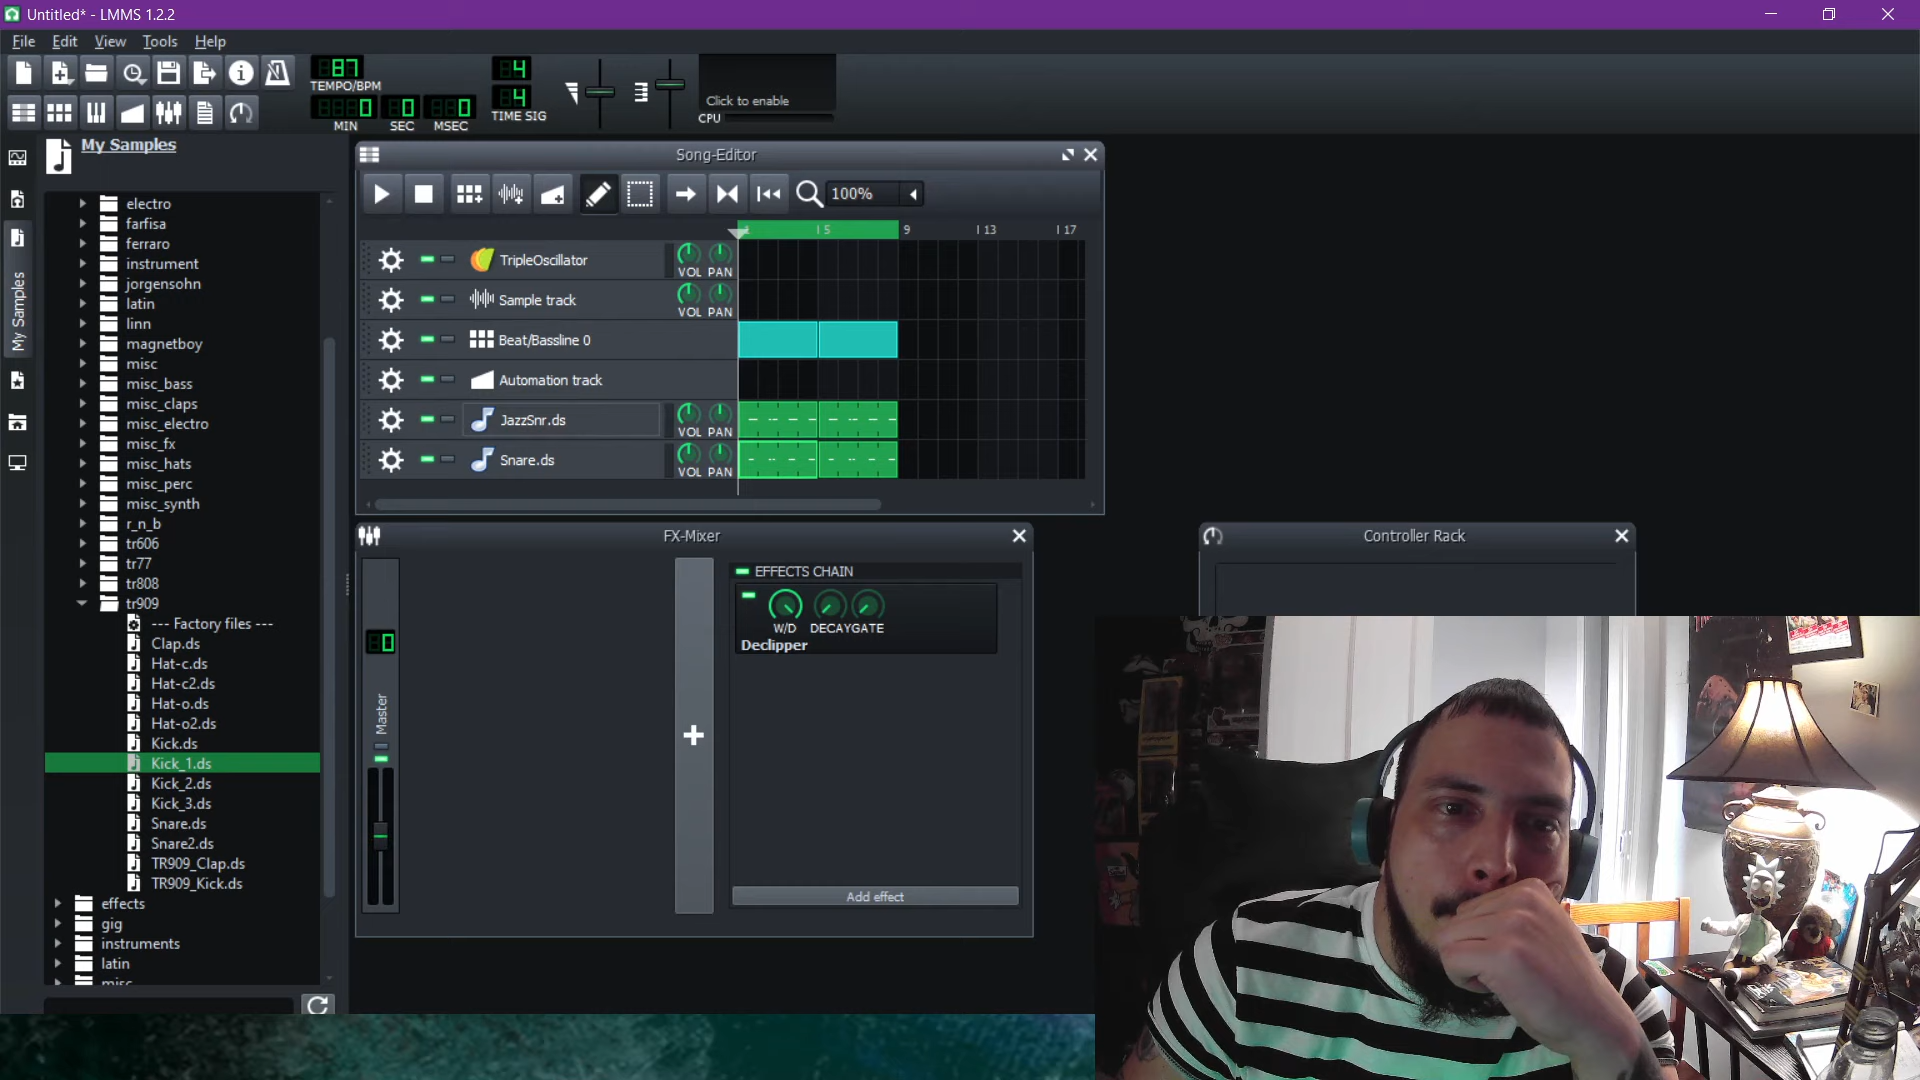 Untitled* - LMMS 1.2.2
File Edit View Tools Help
87
TEMPO/BPM
0 0 0
MIN SEC MSEC
4
4
TIME SIG
Click to enable
CPU
My Samples
My Samples
electro
farfisa
ferraro
instrument
jorgensohn
latin
linn
magnetboy
misc
misc_bass
misc_claps
misc_electro
misc_fx
misc_hats
misc_perc
misc_synth
r_n_b
tr606
tr77
tr808
tr909
--- Factory files ---
Clap.ds
Hat-c.ds
Hat-c2.ds
Hat-o.ds
Hat-o2.ds
Kick.ds
Kick_1.ds
Kick_2.ds
Kick_3.ds
Snare.ds
Snare2.ds
TR909_Clap.ds
TR909_Kick.ds
effects
gig
instruments
latin
misc
Song-Editor
100%
1 5 9 13 17
TripleOscillator VOL PAN
Sample track VOL PAN
Beat/Bassline 0
Automation track
JazzSnr.ds VOL PAN
Snare.ds VOL PAN
FX-Mixer
0
Master
EFFECTS CHAIN
W/D DECAY GATE
Declipper
Add effect
Controller Rack